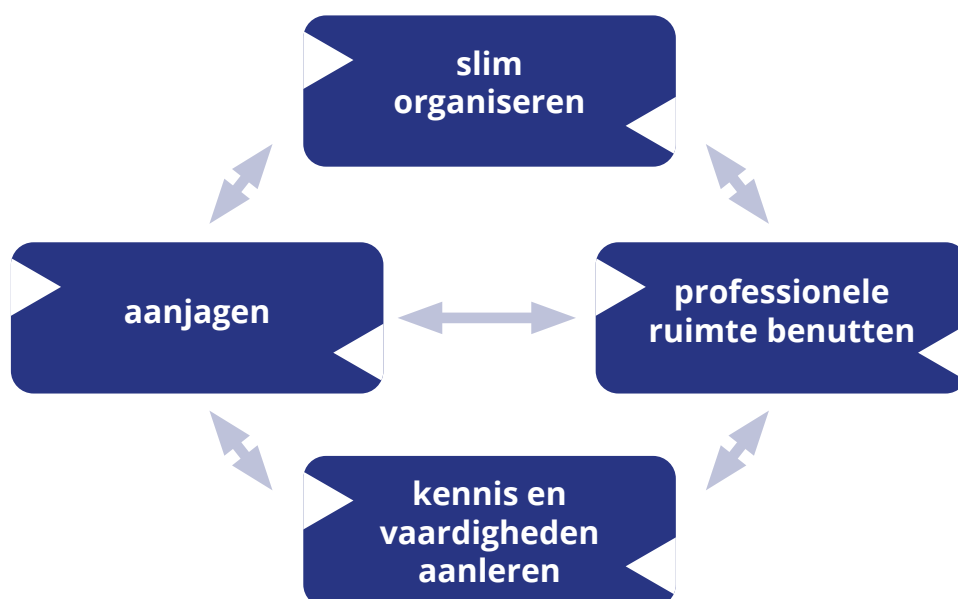 slim
organiseren
aanjagen
professionele
ruimte benutten
kennis en
vaardigheden
aanleren